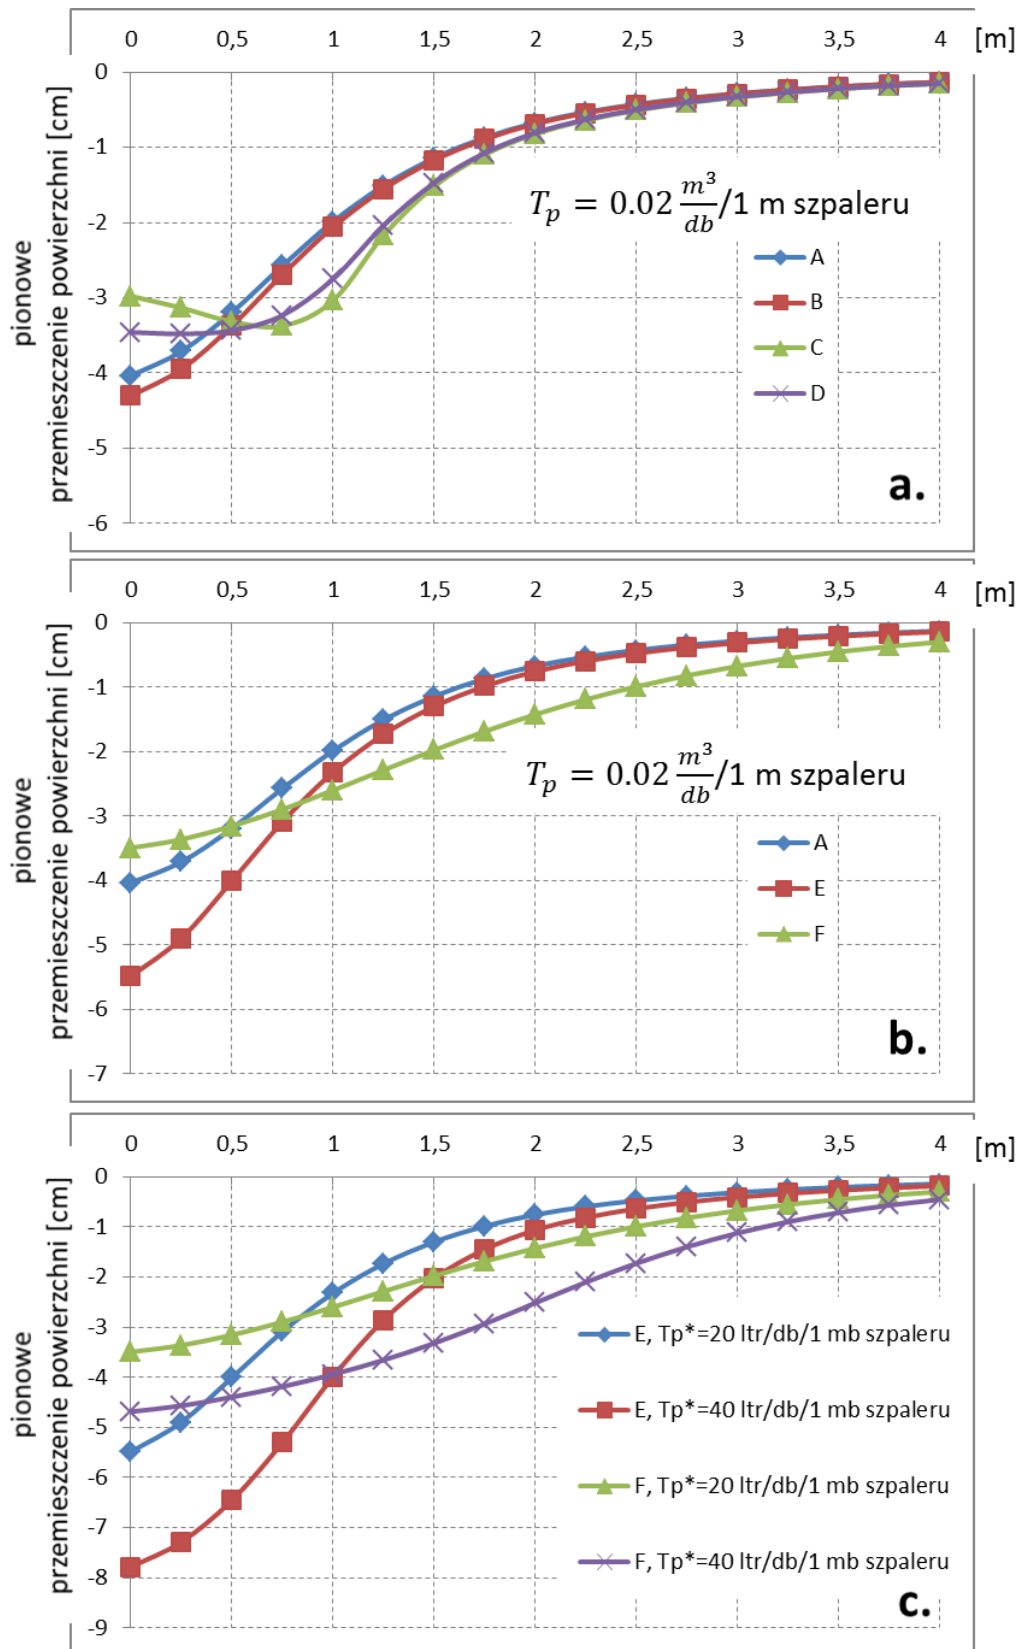 0 0,5 1 1,5 2 2,5 3 3,5 4 [m]
0
-1
-2
-3
-4
-5
-6
pionowe
przemieszczenie powierzchni [cm]
T_p = 0.02 m^3/db /1 m szpaleru
A
B
C
D
a.
0 0,5 1 1,5 2 2,5 3 3,5 4 [m]
0
-1
-2
-3
-4
-5
-6
-7
pionowe
przemieszczenie powierzchni [cm]
T_p = 0.02 m^3/db /1 m szpaleru
A
E
F
b.
0 0,5 1 1,5 2 2,5 3 3,5 4 [m]
0
-1
-2
-3
-4
-5
-6
-7
-8
-9
pionowe
przemieszczenie powierzchni [cm]
E, Tp*=20 ltr/db/1 mb szpaleru
E, Tp*=40 ltr/db/1 mb szpaleru
F, Tp*=20 ltr/db/1 mb szpaleru
F, Tp*=40 ltr/db/1 mb szpaleru
c.